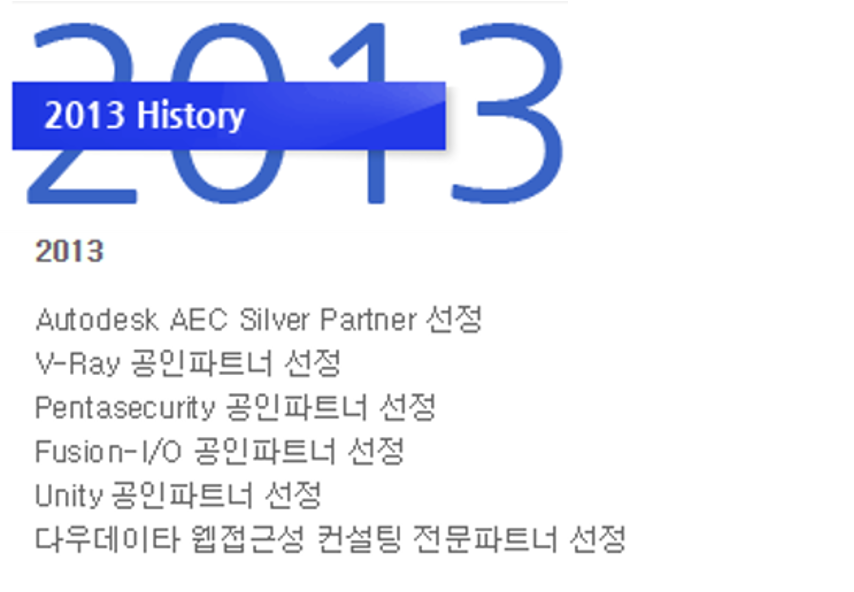 2013
2013 History
2013
Autodesk AEC Silver Partner 선정
V-Ray 공인파트너 선정
Pentasecurity 공인파트너 선정
Fusion-I/O 공인파트너 선정
Unity 공인파트너 선정
다우데이타 웹접근성 컨설팅 전문파트너 선정